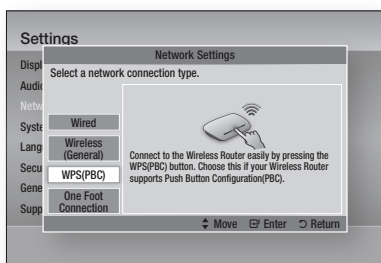 Settings
Network Settings
Select a network connection type.
Displ
Audio
Netw
Syste
Lang
Secu
Gene
Supp
Wired
Wireless
(General)
WPS(PBC)
One Foot
Connection
Connect to the Wireless Router easily by pressing the
WPS(PBC) button. Choose this if your Wireless Router
supports Push Button Configuration(PBC).
Move Enter Return